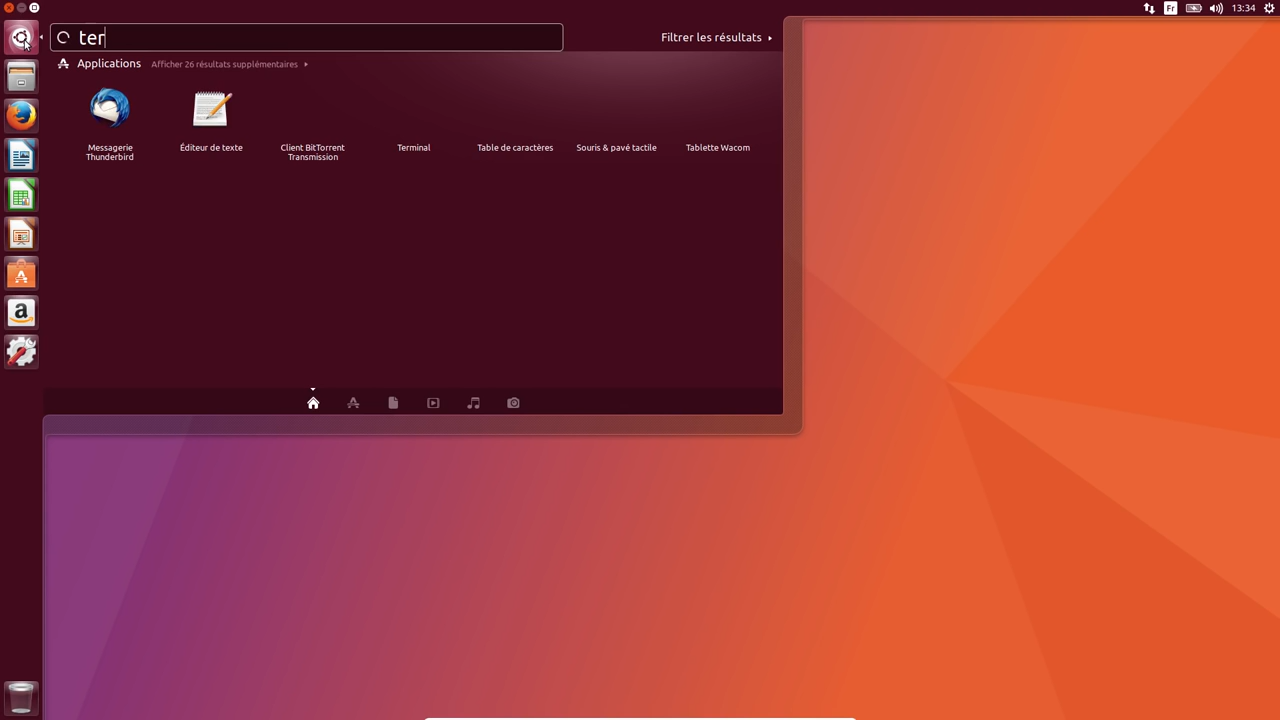 Fr
13:34
ter
Filtrer les résultats
Applications Afficher 26 résultats supplémentaires
Messagerie
Thunderbird
Éditeur de texte
Client BitTorrent
Transmission
Terminal
Table de caractères
Souris & pavé tactile
Tablette Wacom
a